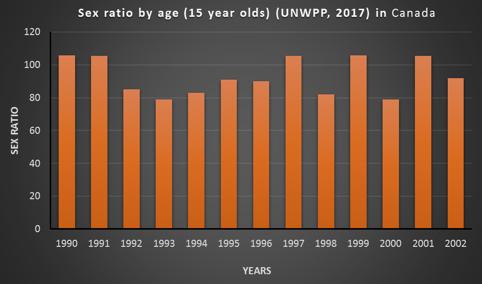 Sex ratio by age (15 year olds) (UNWPP, 2017) in Canada
120
100
80
60
40
20
0
SEX RATIO
1990 1991 1992 1993 1994 1995 1996 1997 1998 1999 2000 2001 2002
YEARS